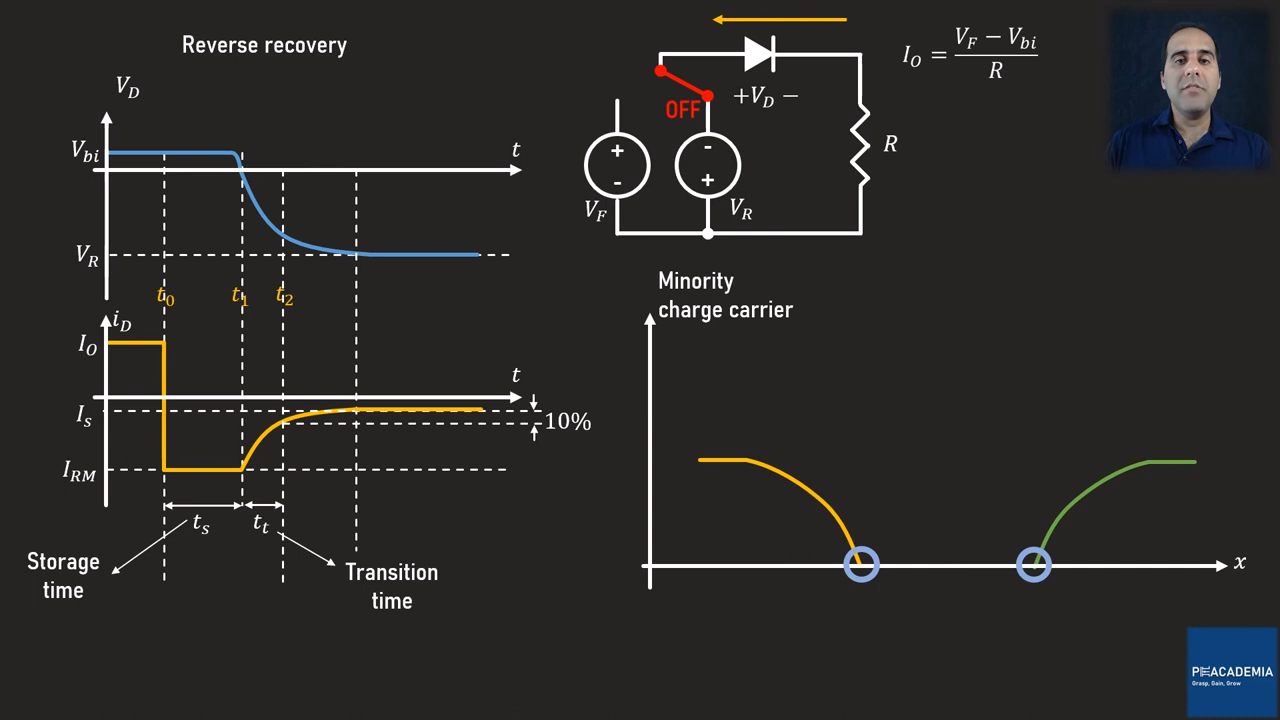 Reverse recovery
V_D
V_bi
t
V_R
t_0
t_1
t_2
i_D
I_O
t
I_s
10%
I_RM
t_s
t_t
Storage
time
Transition
time
I_O = (V_F − V_bi) / R
OFF
+V_D −
R
+
-
V_F
-
+
V_R
Minority
charge carrier
x
PEACADEMIA
Grasp, Gain, Grow